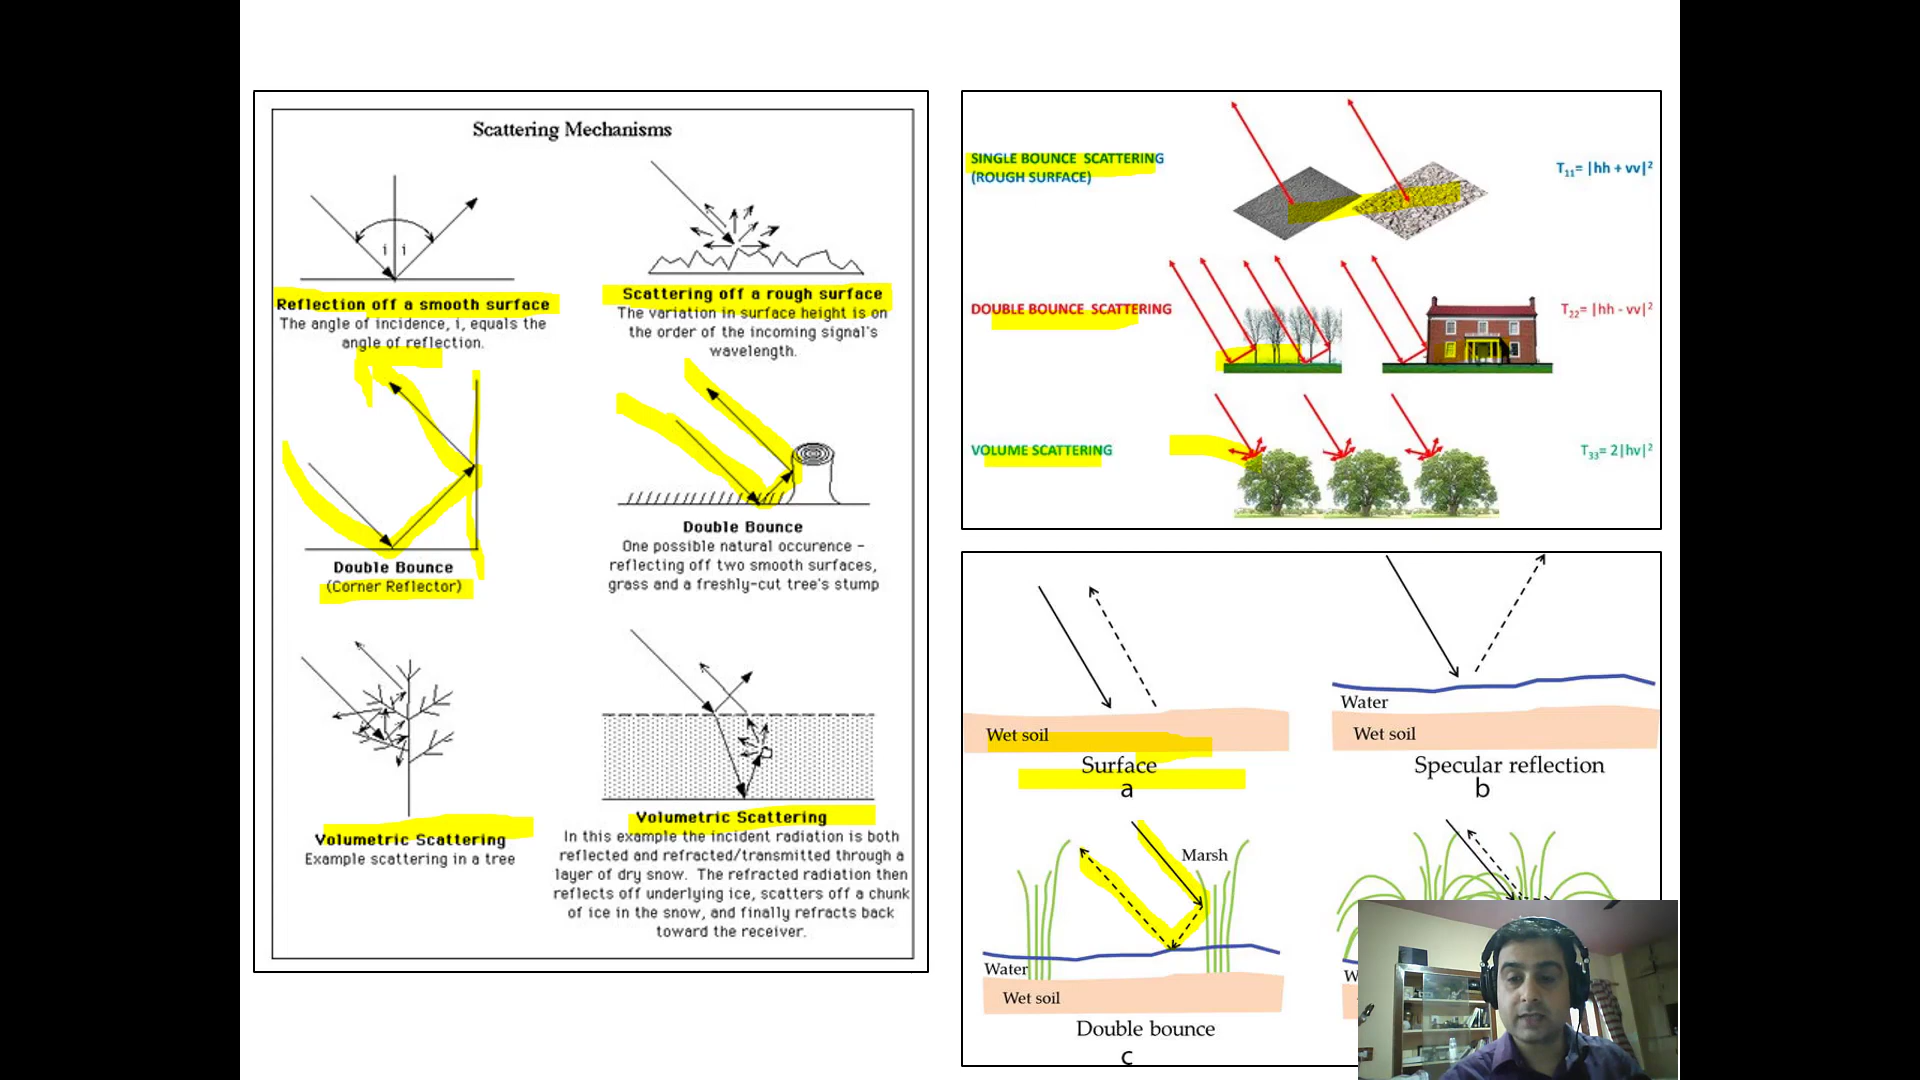 Scattering Mechanisms
i i
Reflection off a smooth surface
The angle of incidence, i, equals the
angle of reflection.
Scattering off a rough surface
The variation in surface height is on
the order of the incoming signal's
wavelength.
Double Bounce
(Corner Reflector)
Double Bounce
One possible natural occurence -
reflecting off two smooth surfaces,
grass and a freshly-cut tree's stump
Volumetric Scattering
Example scattering in a tree
Volumetric Scattering
In this example the incident radiation is both
reflected and refracted/transmitted through a
layer of dry snow. The refracted radiation then
reflects off underlying ice, scatters off a chunk
of ice in the snow, and finally refracts back
toward the receiver.
SINGLE BOUNCE SCATTERING
(ROUGH SURFACE)
T11= |hh + vv|²
DOUBLE BOUNCE SCATTERING
T22= |hh - vv|²
VOLUME SCATTERING
T33= 2|hv|²
Wet soil
Surface
a
Water
Wet soil
Specular reflection
b
Marsh
Water
Wet soil
Double bounce
c
W